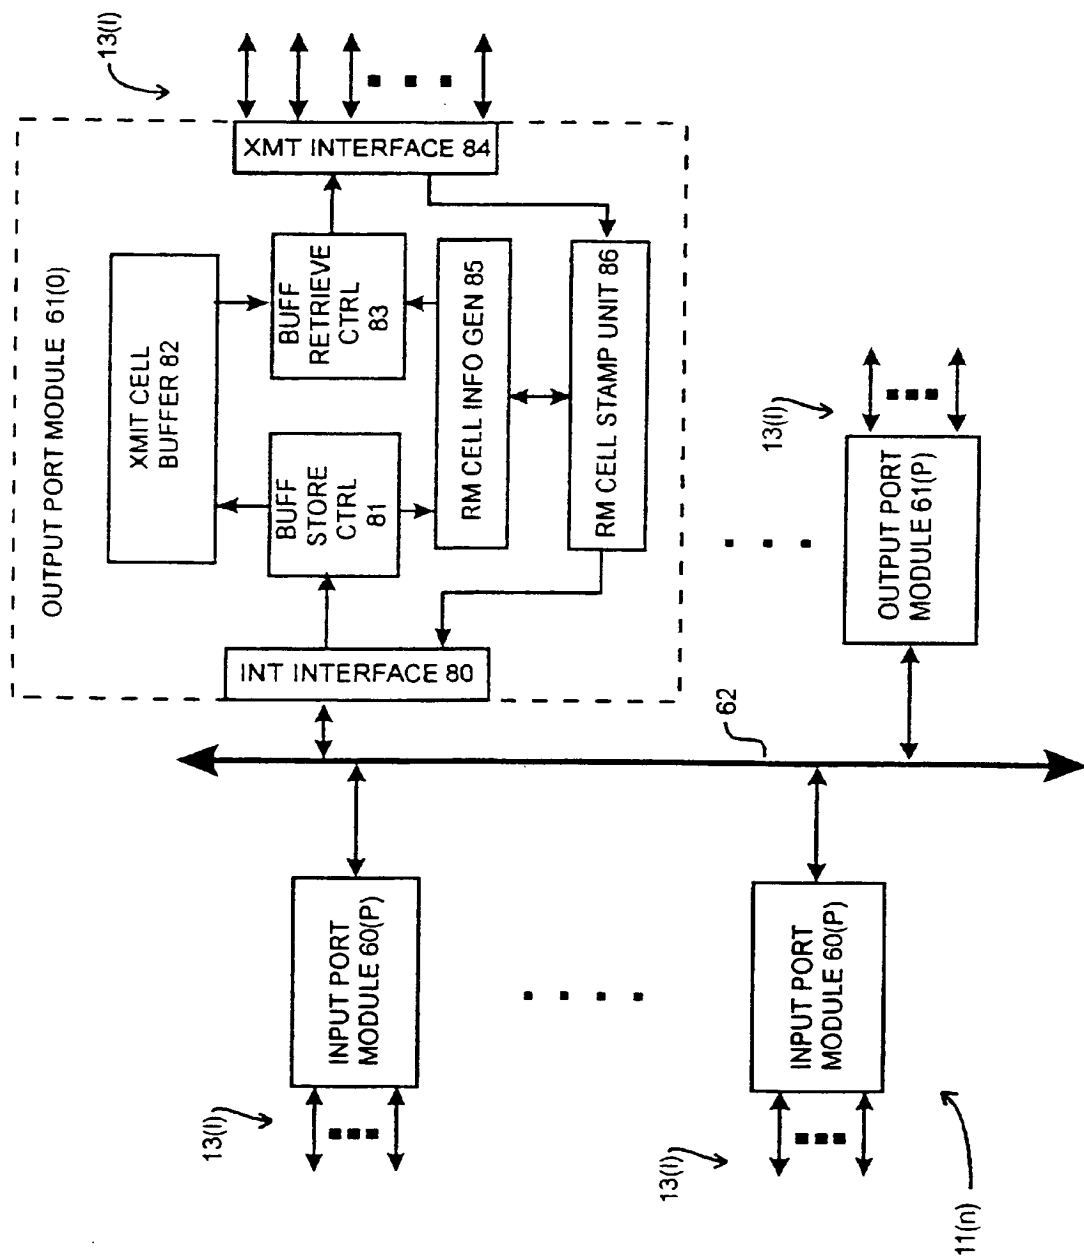 13(l)
OUTPUT PORT MODULE 61(0)
XMIT CELL
BUFFER 82
XMT INTERFACE 84
BUFF
RETRIEVE
CTRL
83
BUFF
STORE
CTRL
81
RM CELL INFO GEN 85
RM CELL STAMP UNIT 86
INT INTERFACE 80
62
13(l)
OUTPUT PORT
MODULE 61(P)
INPUT PORT
MODULE 60(P)
13(l)
INPUT PORT
MODULE 60(P)
13(l)
11(n)